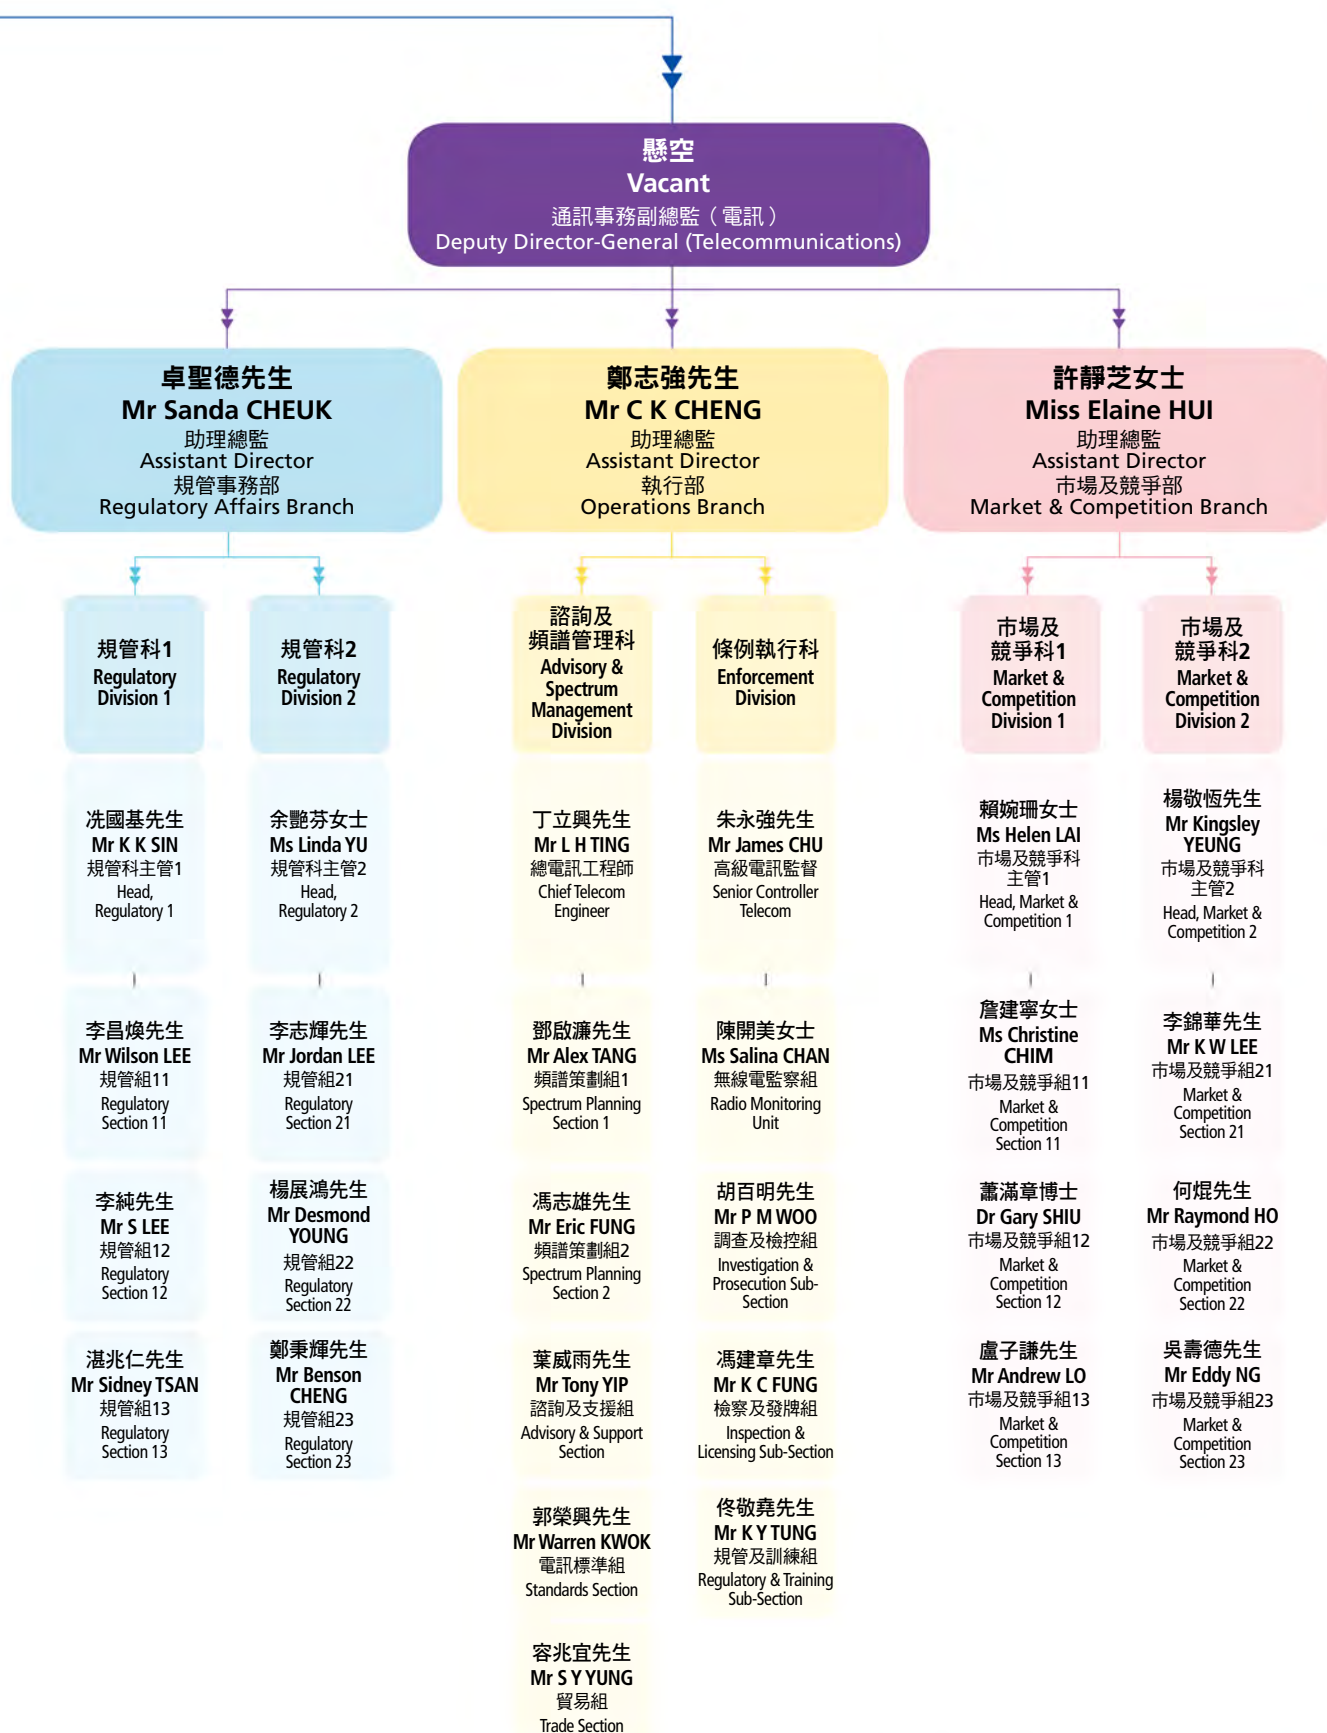 懸空
Vacant
通訊事務副總監（電訊）
Deputy Director-General (Telecommunications)
卓聖德先生
Mr Sanda CHEUK
助理總監
Assistant Director
規管事務部
Regulatory Affairs Branch
鄭志強先生
Mr C K CHENG
助理總監
Assistant Director
執行部
Operations Branch
許靜芝女士
Miss Elaine HUI
助理總監
Assistant Director
市場及競爭部
Market & Competition Branch
規管科1
Regulatory
Division 1
規管科2
Regulatory
Division 2
諮詢及
頻譜管理科
Advisory &
Spectrum
Management
Division
條例執行科
Enforcement
Division
市場及
競爭科1
Market &
Competition
Division 1
市場及
競爭科2
Market &
Competition
Division 2
冼國基先生
Mr K K SIN
規管科主管1
Head,
Regulatory 1
余艷芬女士
Ms Linda YU
規管科主管2
Head,
Regulatory 2
丁立興先生
Mr L H TING
總電訊工程師
Chief Telecom
Engineer
朱永強先生
Mr James CHU
高級電訊監督
Senior Controller
Telecom
賴婉珊女士
Ms Helen LAI
市場及競爭科
主管1
Head, Market &
Competition 1
楊敬恆先生
Mr Kingsley
YEUNG
市場及競爭科
主管2
Head, Market &
Competition 2
李昌煥先生
Mr Wilson LEE
規管組11
Regulatory
Section 11
李志輝先生
Mr Jordan LEE
規管組21
Regulatory
Section 21
鄧啟濂先生
Mr Alex TANG
頻譜策劃組1
Spectrum Planning
Section 1
陳開美女士
Ms Salina CHAN
無線電監察組
Radio Monitoring
Unit
詹建寧女士
Ms Christine
CHIM
市場及競爭組11
Market &
Competition
Section 11
李錦華先生
Mr K W LEE
市場及競爭組21
Market &
Competition
Section 21
李純先生
Mr S LEE
規管組12
Regulatory
Section 12
楊展鴻先生
Mr Desmond
YOUNG
規管組22
Regulatory
Section 22
馮志雄先生
Mr Eric FUNG
頻譜策劃組2
Spectrum Planning
Section 2
胡百明先生
Mr P M WOO
調查及檢控組
Investigation &
Prosecution Sub-
Section
蕭滿章博士
Dr Gary SHIU
市場及競爭組12
Market &
Competition
Section 12
何焜先生
Mr Raymond HO
市場及競爭組22
Market &
Competition
Section 22
湛兆仁先生
Mr Sidney TSAN
規管組13
Regulatory
Section 13
鄭秉輝先生
Mr Benson
CHENG
規管組23
Regulatory
Section 23
葉威雨先生
Mr Tony YIP
諮詢及支援組
Advisory & Support
Section
馮建章先生
Mr K C FUNG
檢察及發牌組
Inspection &
Licensing Sub-Section
盧子謙先生
Mr Andrew LO
市場及競爭組13
Market &
Competition
Section 13
吳壽德先生
Mr Eddy NG
市場及競爭組23
Market &
Competition
Section 23
郭榮興先生
Mr Warren KWOK
電訊標準組
Standards Section
佟敬堯先生
Mr K Y TUNG
規管及訓練組
Regulatory & Training
Sub-Section
容兆宜先生
Mr S Y YUNG
貿易組
Trade Section